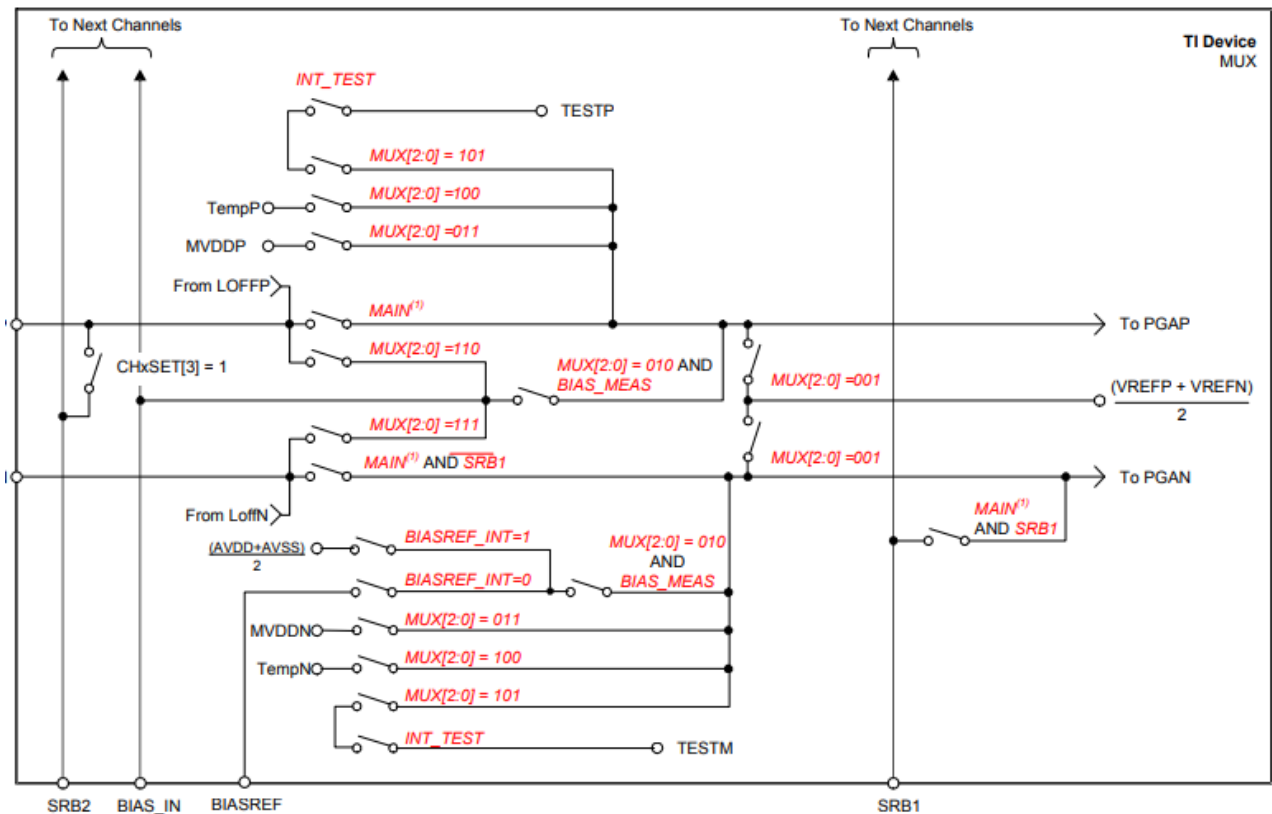 To Next Channels
To Next Channels
TI Device
MUX
INT_TEST
TESTP
MUX[2:0] = 101
MUX[2:0] =100
TempP
MUX[2:0] =011
MVDDP
From LOFFP
MAIN(1)
To PGAP
MUX[2:0] =110
CHxSET[3] = 1
MUX[2:0] = 010 AND
BIAS_MEAS
MUX[2:0] =001
(VREFP + VREFN)
2
MUX[2:0] =111
MAIN(1) AND SRB1
MUX[2:0] =001
To PGAN
From LoffN
MAIN(1)
AND SRB1
(AVDD+AVSS)
2
BIASREF_INT=1
MUX[2:0] = 010
AND
BIAS_MEAS
BIASREF_INT=0
MUX[2:0] = 011
MVDDN
MUX[2:0] = 100
TempN
MUX[2:0] = 101
INT_TEST
TESTM
SRB2
BIAS_IN
BIASREF
SRB1